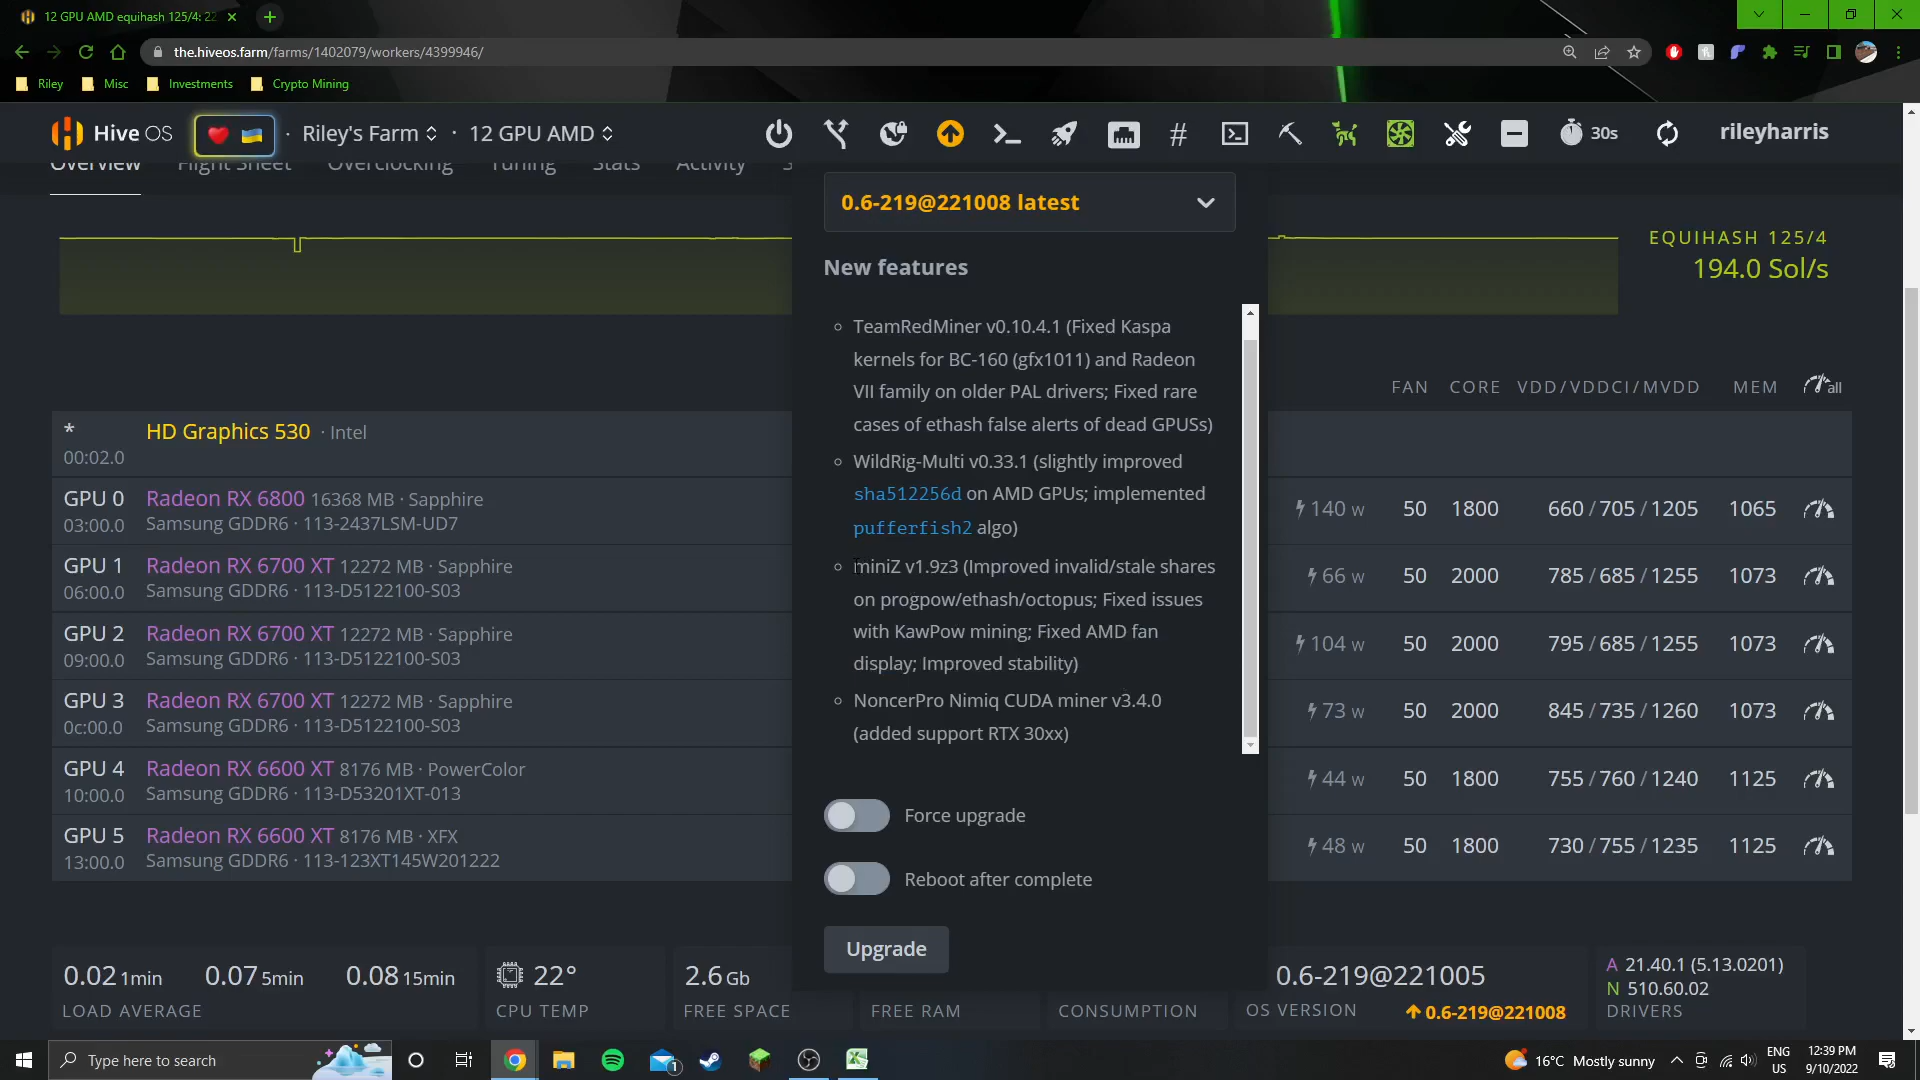 12 GPU AMD equihash 125/4: 22
the.hiveos.farm/farms/1402079/workers/4399946/
Riley Misc Investments Crypto Mining
Hive OS · Riley's Farm · 12 GPU AMD 30s rileyharris
Overview Flight Sheet Overclocking Tuning Stats Activity
0.6-219@221008 latest
EQUIHASH 125/4
194.0 Sol/s
New features
TeamRedMiner v0.10.4.1 (Fixed Kaspa
kernels for BC-160 (gfx1011) and Radeon
VII family on older PAL drivers; Fixed rare
cases of ethash false alerts of dead GPUSs)
WildRig-Multi v0.33.1 (slightly improved
sha512256d on AMD GPUs; implemented
pufferfish2 algo)
miniZ v1.9z3 (Improved invalid/stale shares
on progpow/ethash/octopus; Fixed issues
with KawPow mining; Fixed AMD fan
display; Improved stability)
NoncerPro Nimiq CUDA miner v3.4.0
(added support RTX 30xx)
Force upgrade
Reboot after complete
Upgrade
FAN CORE VDD/VDDCI/MVDD MEM all
* HD Graphics 530 · Intel
00:02.0
GPU 0 Radeon RX 6800 16368 MB · Sapphire 140 w 50 1800 660 / 705 / 1205 1065
03:00.0 Samsung GDDR6 · 113-2437LSM-UD7
GPU 1 Radeon RX 6700 XT 12272 MB · Sapphire 66 w 50 2000 785 / 685 / 1255 1073
06:00.0 Samsung GDDR6 · 113-D5122100-S03
GPU 2 Radeon RX 6700 XT 12272 MB · Sapphire 104 w 50 2000 795 / 685 / 1255 1073
09:00.0 Samsung GDDR6 · 113-D5122100-S03
GPU 3 Radeon RX 6700 XT 12272 MB · Sapphire 73 w 50 2000 845 / 735 / 1260 1073
0c:00.0 Samsung GDDR6 · 113-D5122100-S03
GPU 4 Radeon RX 6600 XT 8176 MB · PowerColor 44 w 50 1800 755 / 760 / 1240 1125
10:00.0 Samsung GDDR6 · 113-D53201XT-013
GPU 5 Radeon RX 6600 XT 8176 MB · XFX 48 w 50 1800 730 / 755 / 1235 1125
13:00.0 Samsung GDDR6 · 113-123XT145W201222
0.02 1min 0.07 5min 0.08 15min
LOAD AVERAGE
22°
CPU TEMP
2.6 Gb
FREE SPACE
FREE RAM
CONSUMPTION
0.6-219@221005
OS VERSION 0.6-219@221008
A 21.40.1 (5.13.0201)
N 510.60.02
DRIVERS
Type here to search
1
16°C Mostly sunny
ENG
US
12:39 PM
9/10/2022